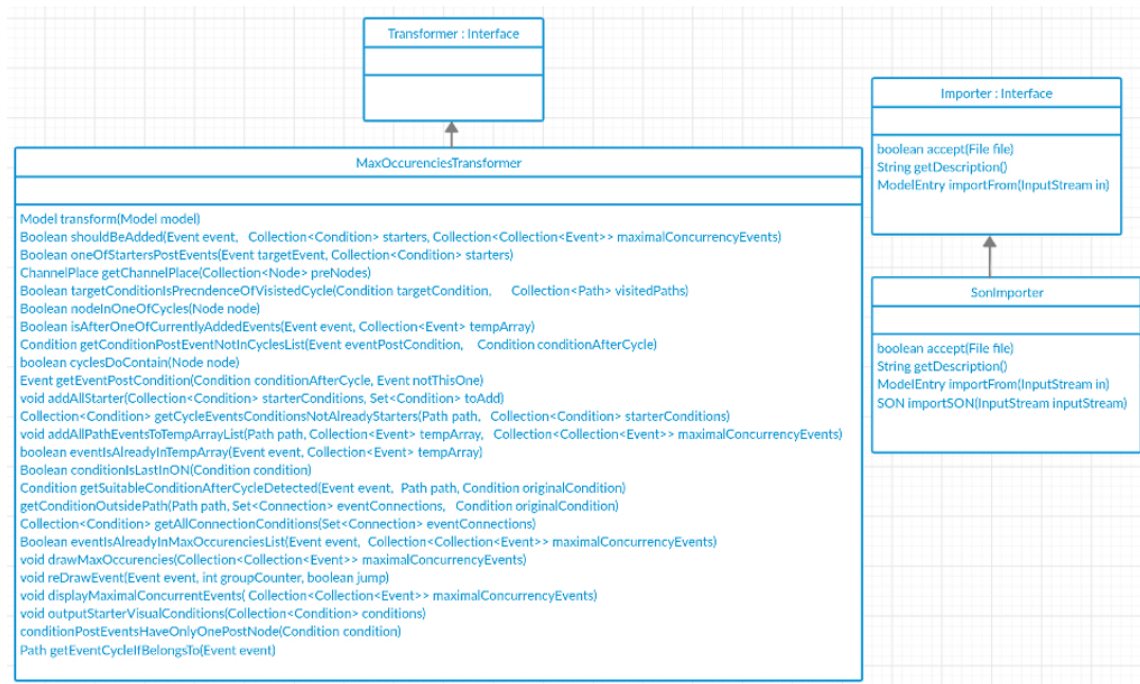 Transformer : Interface
MaxOccurenciesTransformer
Model transform(Model model)
Boolean shouldBeAdded(Event event, Collection<Condition> starters, Collection<Collection<Event>> maximalConcurrencyEvents)
Boolean oneOfStartersPostEvents(Event targetEvent, Collection<Condition> starters)
ChannelPlace getChannelPlace(Collection<Node> preNodes)
Boolean targetConditionIsPrecndenceOfVisistedCycle(Condition targetCondition, Collection<Path> visitedPaths)
Boolean nodeInOneOfCycles(Node node)
Boolean isAfterOneOfCurrentlyAddedEvents(Event event, Collection<Event> tempArray)
Condition getConditionPostEventNotInCyclesList(Event eventPostCondition, Condition conditionAfterCycle)
boolean cyclesDoContain(Node node)
Event getEventPostCondition(Condition conditionAfterCycle, Event notThisOne)
void addAllStarter(Collection<Condition> starterConditions, Set<Condition> toAdd)
Collection<Condition> getCycleEventsConditionsNotAlreadyStarters(Path path, Collection<Condition> starterConditions)
void addAllPathEventsToTempArrayList(Path path, Collection<Event> tempArray, Collection<Collection<Event>> maximalConcurrencyEvents)
boolean eventIsAlreadyInTempArray(Event event, Collection<Event> tempArray)
Boolean conditionIsLastInON(Condition condition)
Condition getSuitableConditionAfterCycleDetected(Event event, Path path, Condition originalCondition)
getConditionOutsidePath(Path path, Set<Connection> eventConnections, Condition originalCondition)
Collection<Condition> getAllConnectionConditions(Set<Connection> eventConnections)
Boolean eventIsAlreadyInMaxOccurenciesList(Event event, Collection<Collection<Event>> maximalConcurrencyEvents)
void drawMaxOccurencies(Collection<Collection<Event>> maximalConcurrencyEvents)
void reDrawEvent(Event event, int groupCounter, boolean jump)
void displayMaximalConcurrentEvents( Collection<Collection<Event>> maximalConcurrencyEvents)
void outputStarterVisualConditions(Collection<Condition> conditions)
conditionPostEventsHaveOnlyOnePostNode(Condition condition)
Path getEventCycleIfBelongsTo(Event event)
Importer : Interface
boolean accept(File file)
String getDescription()
ModelEntry importFrom(InputStream in)
SonImporter
boolean accept(File file)
String getDescription()
ModelEntry importFrom(InputStream in)
SON importSON(InputStream inputStream)